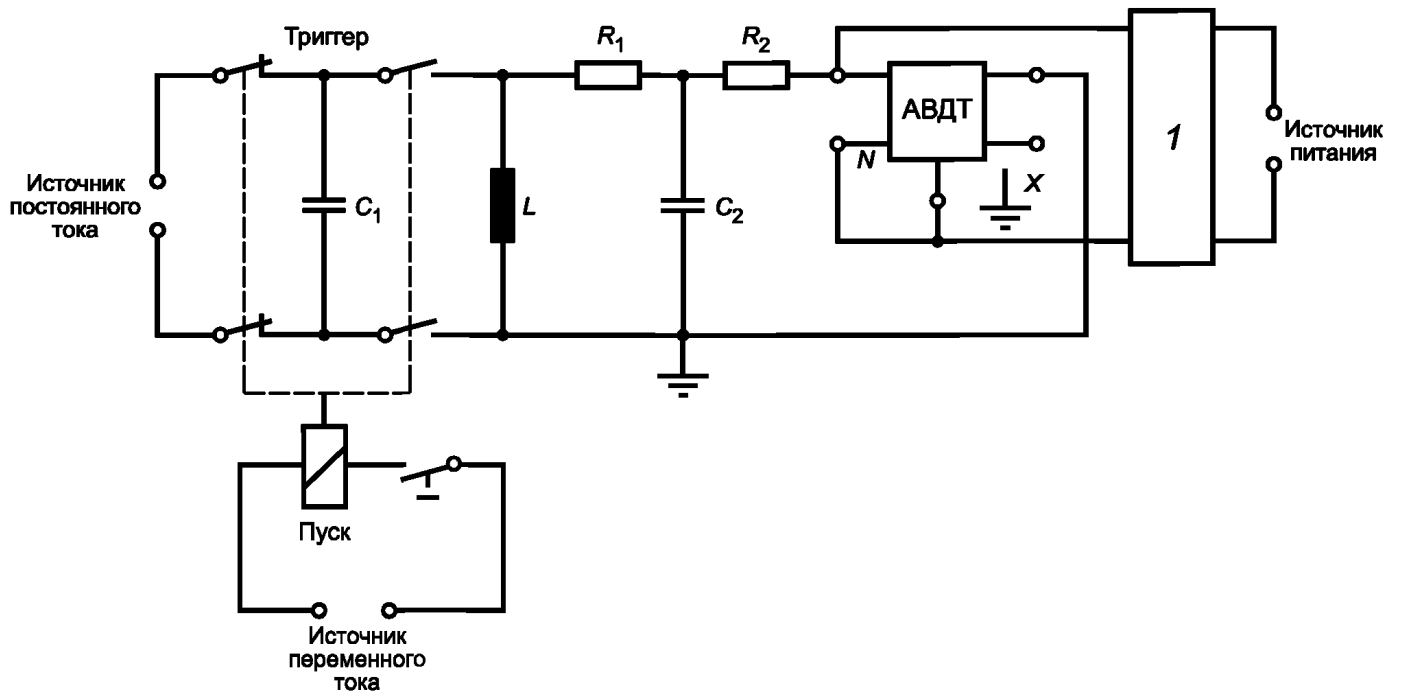 Триггер
R1
R2
АВДТ
1
Источник
питания
N
X
Источник
постоянного
тока
C1
L
C2
Пуск
Источник
переменного
тока